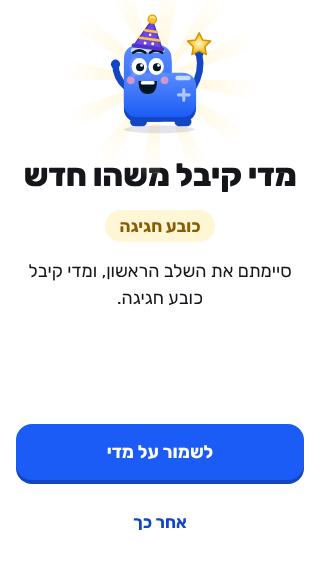 מדי קיבל משהו חדש
כובע חגיגה
סיימתם את השלב הראשון, ומדי קיבל
כובע חגיגה.
לשמור על מדי
אחר כך